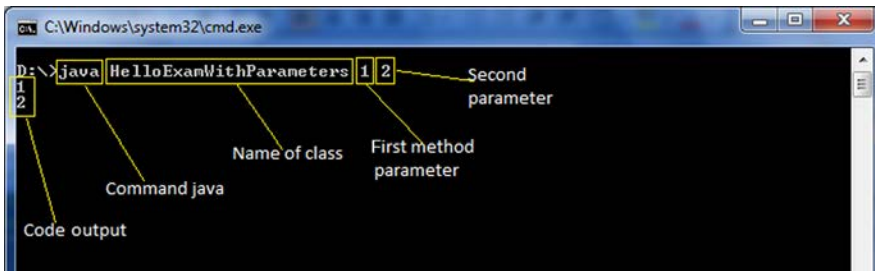 C:\Windows\system32\cmd.exe
D:\>java HelloExamWithParameters 1 2
1
2
Second
parameter
Name of class
First method
parameter
Command java
Code output